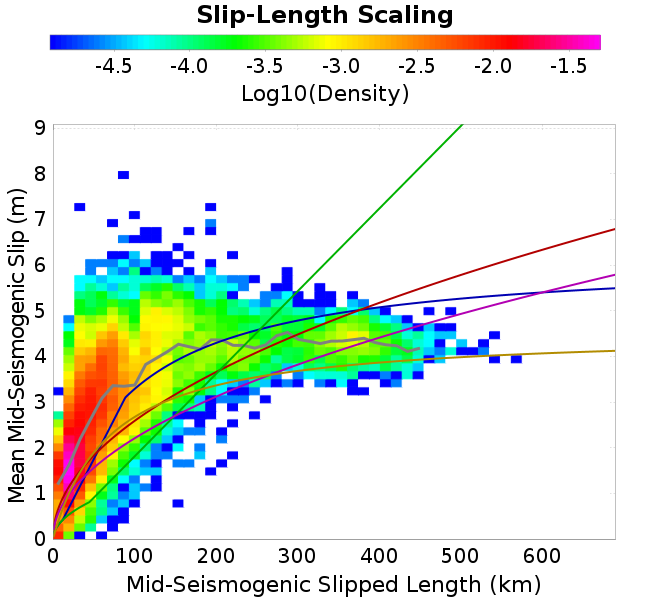 Slip-Length Scaling
-4.5 -4.0 -3.5 -3.0 -2.5 -2.0 -1.5
Log10(Density)
9
8
7
6
5
4
3
2
1
0
Mean Mid-Seismogenic Slip (m)
0 100 200 300 400 500 600
Mid-Seismogenic Slipped Length (km)